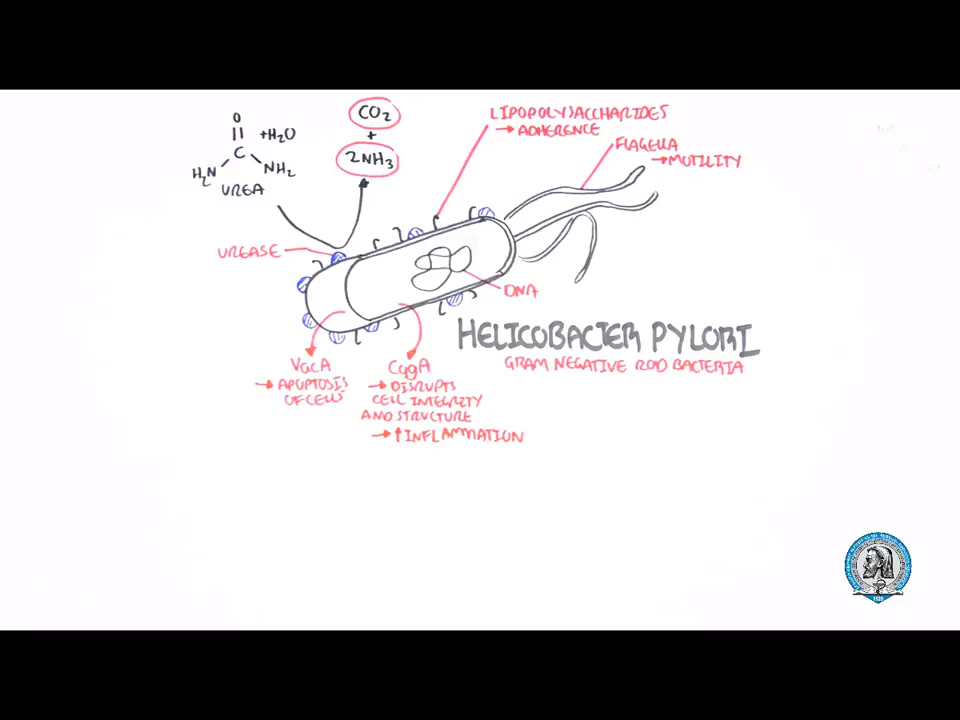 O
C
+H2O
H2N
NH2
UREA
CO2
+
2NH3
LIPOPOLYSACCHARIDES
→ ADHERENCE
FLAGELLA
→ MOTILITY
UREASE
DNA
HELICOBACTER PYLORI
GRAM NEGATIVE ROD BACTERIA
VacA
→ APOPTOSIS
OF CELLS
CagA
→ DISRUPTS
CELL INTEGRITY
AND STRUCTURE
→ ↑ INFLAMMATION